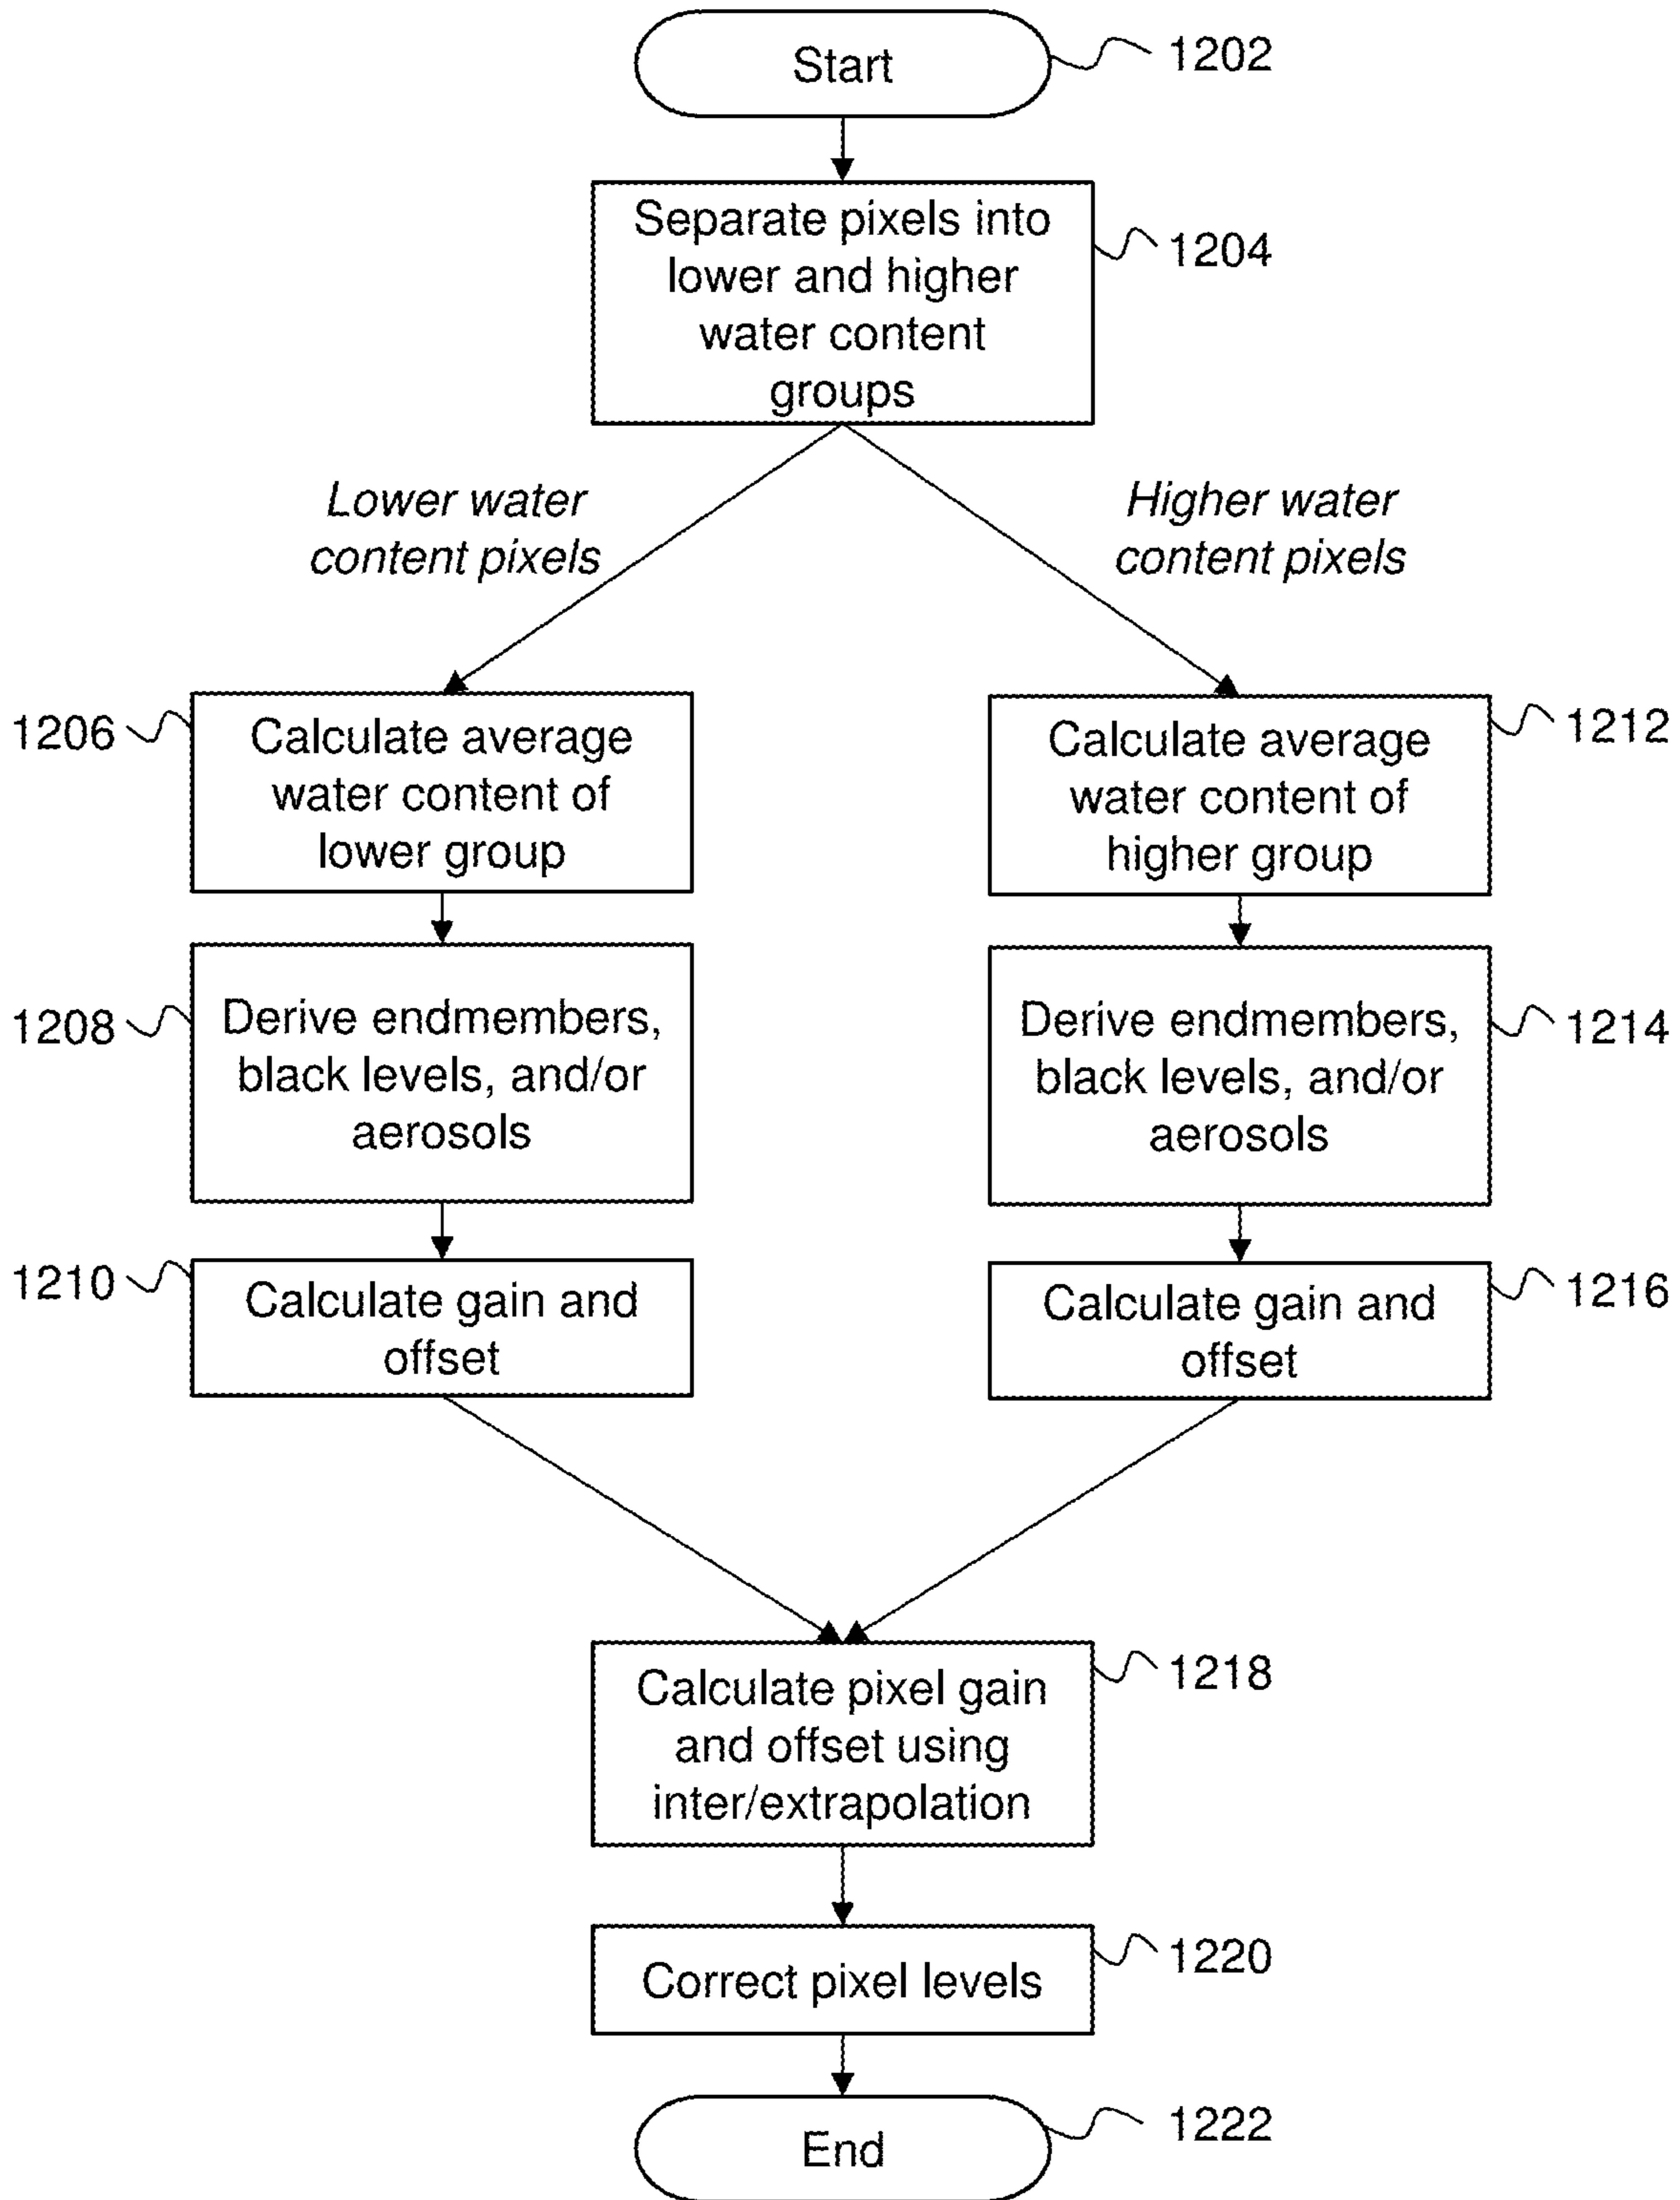 Start
1202
Separate pixels into
lower and higher
water content
groups
1204
Lower water
content pixels
Higher water
content pixels
1206
Calculate average
water content of
lower group
Calculate average
water content of
higher group
1212
1208
Derive endmembers,
black levels, and/or
aerosols
Derive endmembers,
black levels, and/or
aerosols
1214
1210
Calculate gain and
offset
Calculate gain and
offset
1216
Calculate pixel gain
and offset using
inter/extrapolation
1218
Correct pixel levels
1220
End
1222